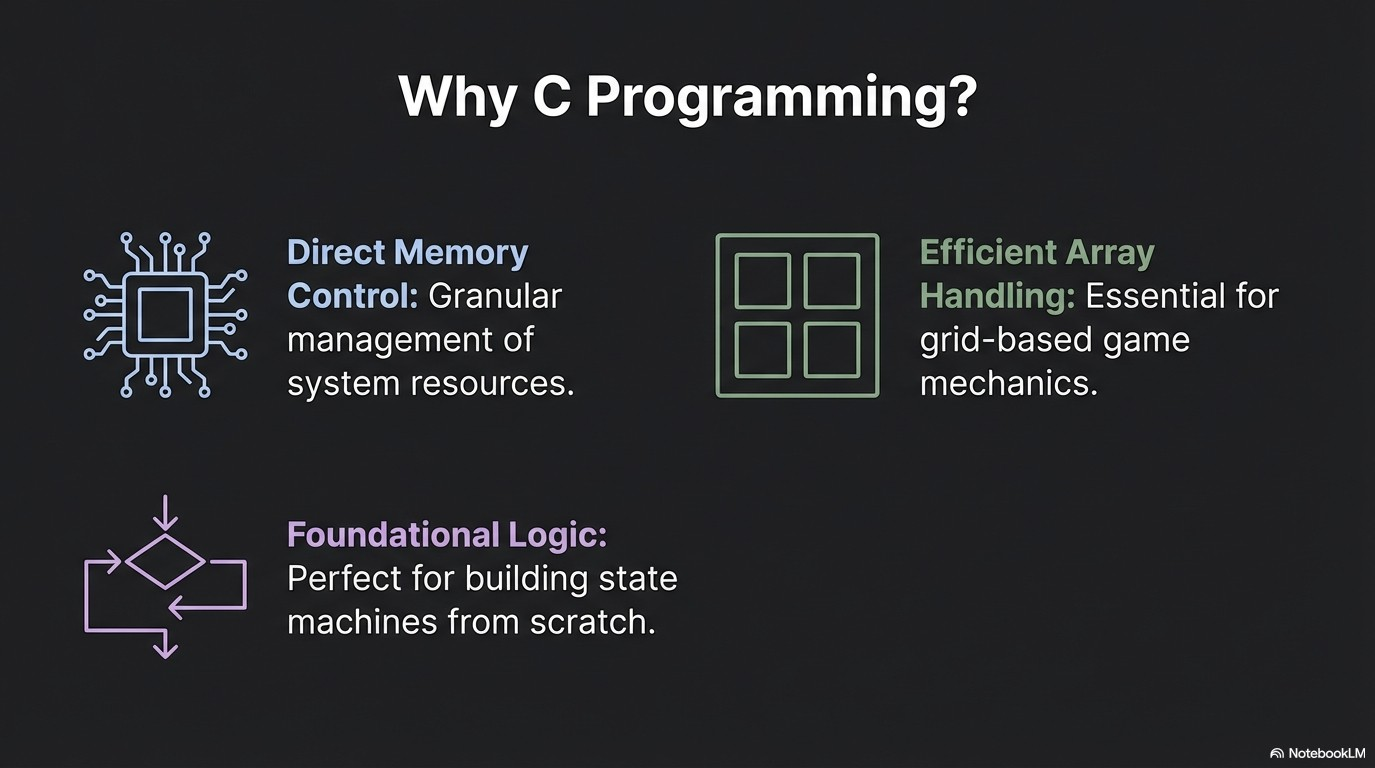 Why C Programming?
Direct Memory
Control: Granular
management of
system resources.
Efficient Array
Handling: Essential for
grid-based game
mechanics.
Foundational Logic:
Perfect for building state
machines from scratch.
NotebookLM